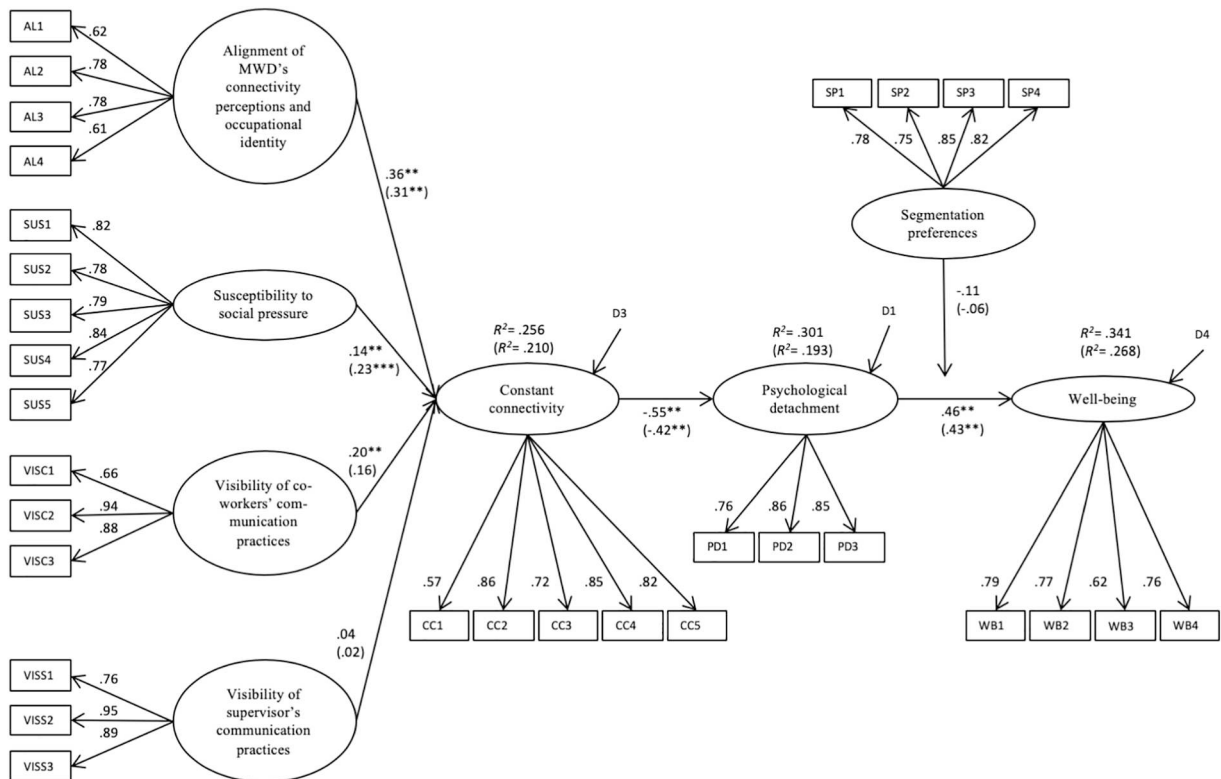 AL1
AL2
AL3
AL4
.62
.78
.78
.61
Alignment of
MWD's
connectivity
perceptions and
occupational
identity
.36**
(.31**)
SUS1
SUS2
SUS3
SUS4
SUS5
.82
.78
.79
.84
.77
Susceptibility to
social pressure
.14**
(.23***)
VISC1
VISC2
VISC3
.66
.94
.88
Visibility of co-
workers' com-
munication
practices
.20**
(.16)
VISS1
VISS2
VISS3
.76
.95
.89
Visibility of
supervisor's
communication
practices
.04
(.02)
R²= .256
(R²= .210)
D3
Constant
connectivity
.57
.86
.72
.85
.82
CC1
CC2
CC3
CC4
CC5
-.55**
(-.42**)
R²= .301
(R²= .193)
D1
Psychological
detachment
.76
.86
.85
PD1
PD2
PD3
SP1
SP2
SP3
SP4
.78
.75
.85
.82
Segmentation
preferences
-.11
(-.06)
.46**
(.43**)
R²= .341
(R²= .268)
D4
Well-being
.79
.77
.62
.76
WB1
WB2
WB3
WB4